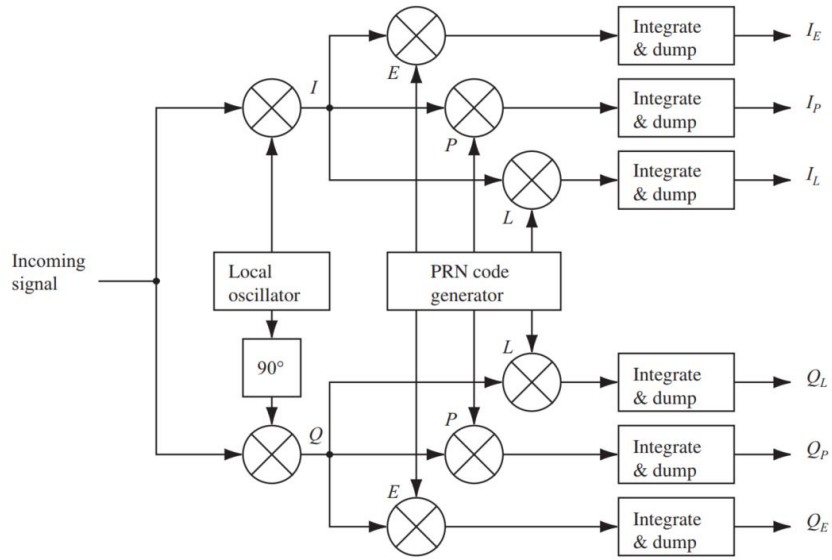 Integrate
& dump
I_E
E
I
Integrate
& dump
I_P
P
Integrate
& dump
I_L
L
Incoming
signal
Local
oscillator
PRN code
generator
90°
L
Integrate
& dump
Q_L
Q
P
Integrate
& dump
Q_P
E
Integrate
& dump
Q_E